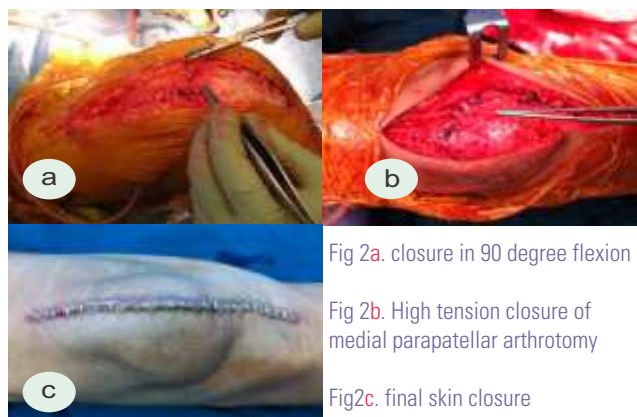 a
b
c
Fig 2a. closure in 90 degree flexion
Fig 2b. High tension closure of
medial parapatellar arthrotomy
Fig2c. final skin closure